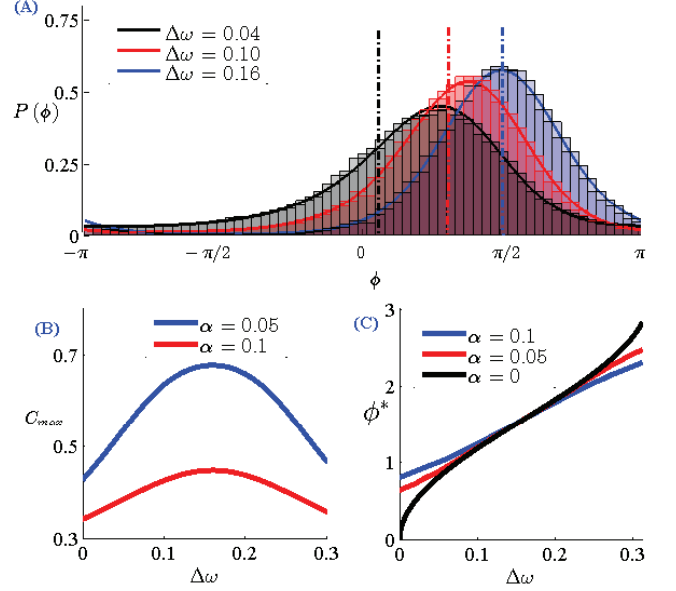 (A)
0.75
Δω = 0.04
Δω = 0.10
Δω = 0.16
0.5
P (ϕ)
0.25
0
−π
−π/2
0
π/2
π
ϕ
(B)
α = 0.05
α = 0.1
0.7
C_max
0.5
0.3
0
0.1
0.2
0.3
Δω
(C)
3
α = 0.1
α = 0.05
α = 0
ϕ*
2
1
0
0
0.1
0.2
0.3
Δω